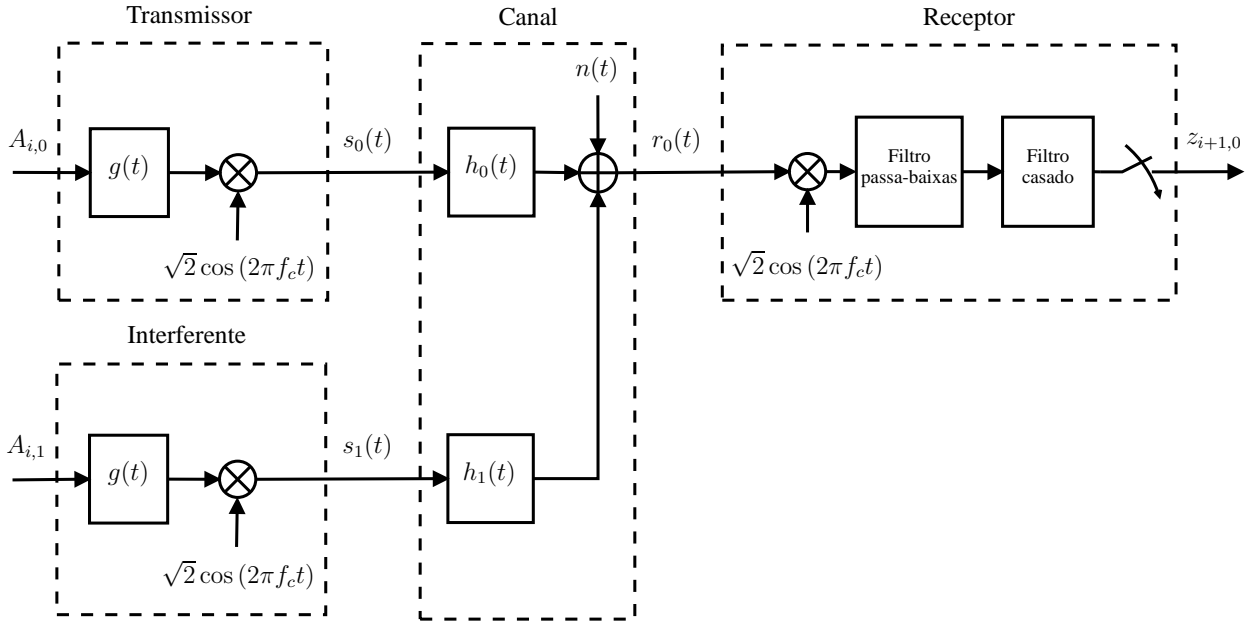 Transmissor
Canal
Receptor
n(t)
A_{i,0}
g(t)
s_0(t)
h_0(t)
r_0(t)
Filtro
passa-baixas
Filtro
casado
z_{i+1,0}
√2 cos (2πf_c t)
√2 cos (2πf_c t)
Interferente
A_{i,1}
g(t)
s_1(t)
h_1(t)
√2 cos (2πf_c t)